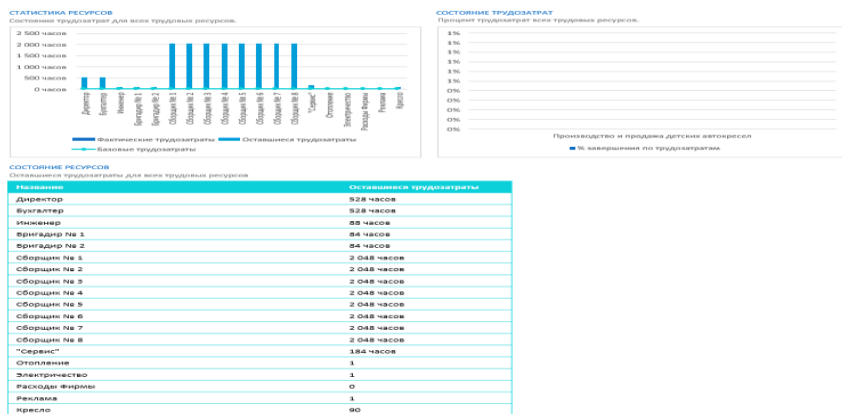 СТАТИСТИКА РЕСУРСОВ
Состояние трудозатрат для всех трудовых ресурсов.
2 500 часов
2 000 часов
1 500 часов
1 000 часов
500 часов
0 часов
Директор
Бухгалтер
Инженер
Бригадир № 1
Бригадир № 2
Сборщик № 1
Сборщик № 2
Сборщик № 3
Сборщик № 4
Сборщик № 5
Сборщик № 6
Сборщик № 7
Сборщик № 8
"Сервис"
Отопление
Электричество
Расходы Фирмы
Реклама
Кресло
Фактические трудозатраты
Оставшиеся трудозатраты
Базовые трудозатраты
СОСТОЯНИЕ ТРУДОЗАТРАТ
Процент трудозатрат всех трудовых ресурсов.
1%
1%
1%
1%
1%
1%
0%
0%
0%
0%
0%
Производство и продажа детских автокресел
% завершения по трудозатратам
СОСТОЯНИЕ РЕСУРСОВ
Оставшиеся трудозатраты для всех трудовых ресурсов
Название Оставшиеся трудозатраты
Директор 528 часов
Бухгалтер 528 часов
Инженер 88 часов
Бригадир № 1 84 часов
Бригадир № 2 84 часов
Сборщик № 1 2 048 часов
Сборщик № 2 2 048 часов
Сборщик № 3 2 048 часов
Сборщик № 4 2 048 часов
Сборщик № 5 2 048 часов
Сборщик № 6 2 048 часов
Сборщик № 7 2 048 часов
Сборщик № 8 2 048 часов
"Сервис" 184 часов
Отопление 1
Электричество 1
Расходы Фирмы 0
Реклама 1
Кресло 90